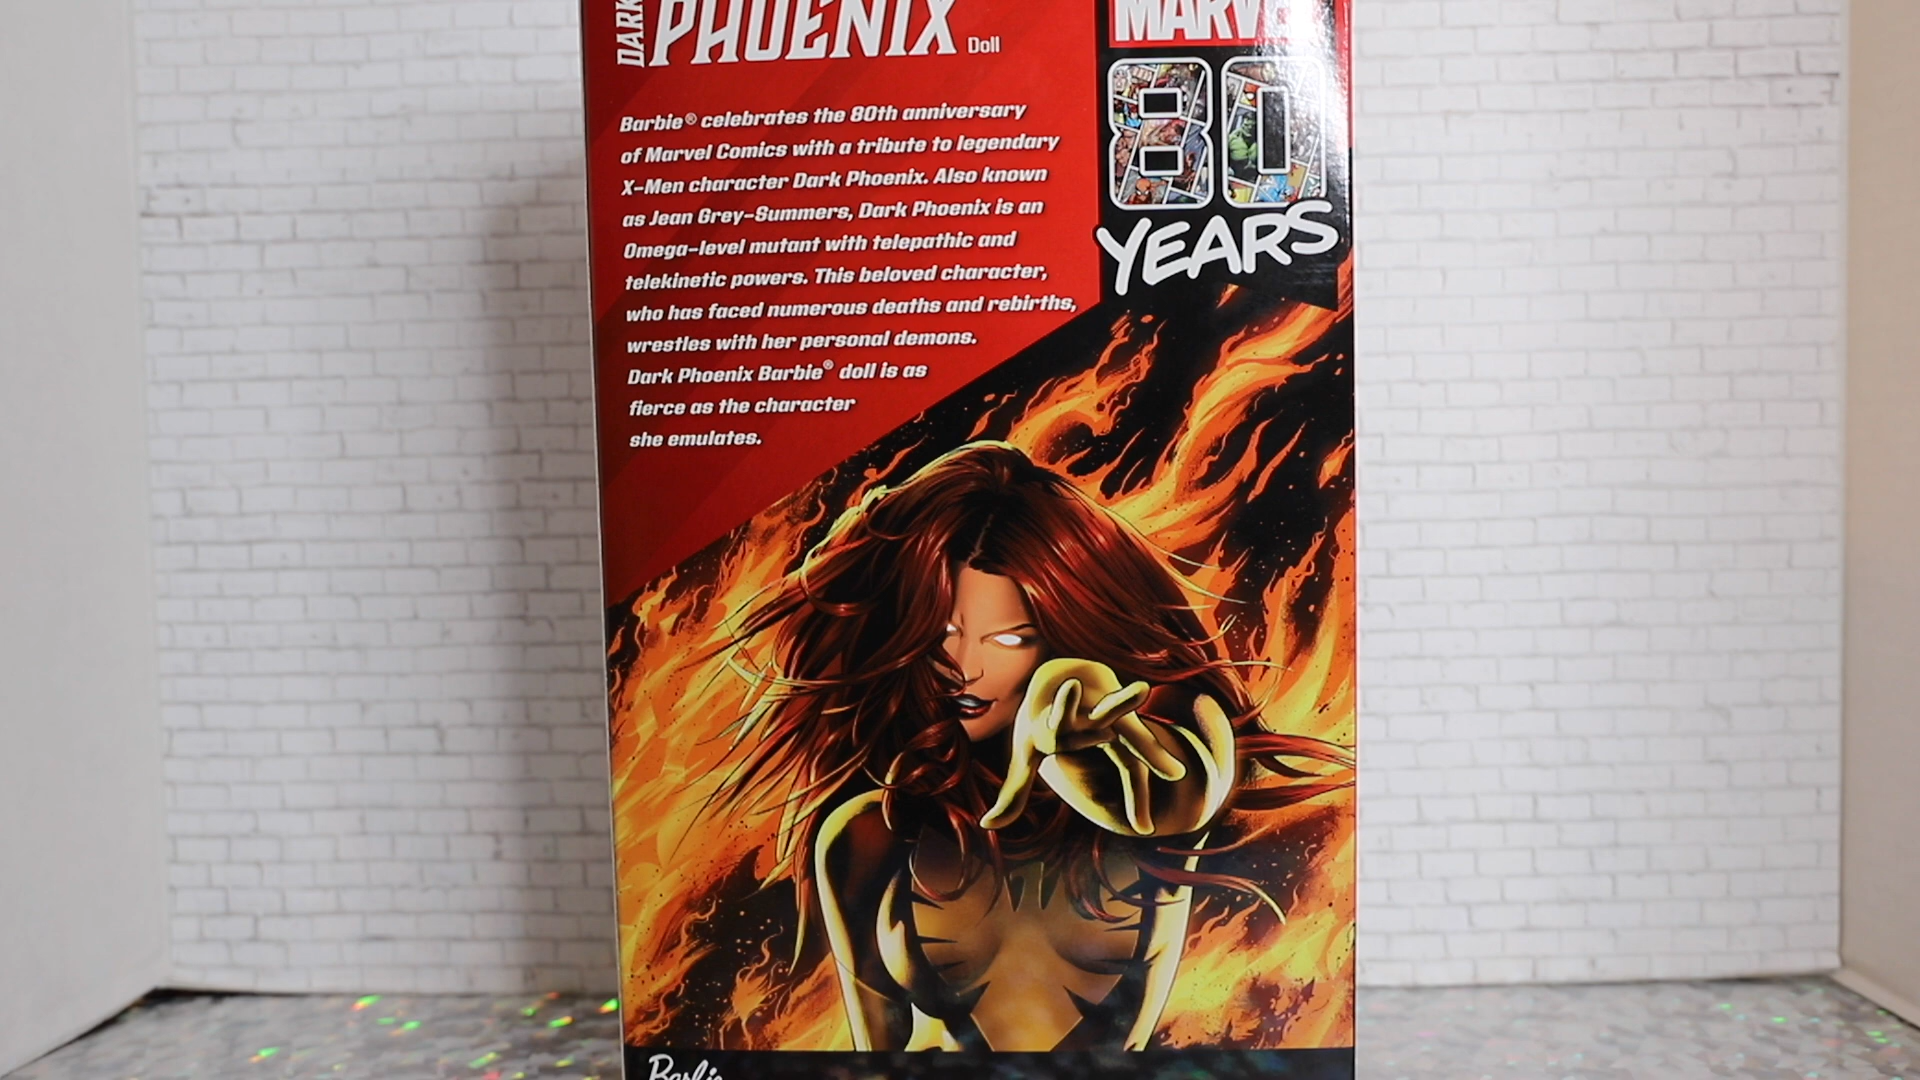 DARK
PHOENIX Doll
MARVEL
80
YEARS
Barbie® celebrates the 80th anniversary
of Marvel Comics with a tribute to legendary
X-Men character Dark Phoenix. Also known
as Jean Grey-Summers, Dark Phoenix is an
Omega-level mutant with telepathic and
telekinetic powers. This beloved character,
who has faced numerous deaths and rebirths,
wrestles with her personal demons.
Dark Phoenix Barbie® doll is as
fierce as the character
she emulates.
Barbie